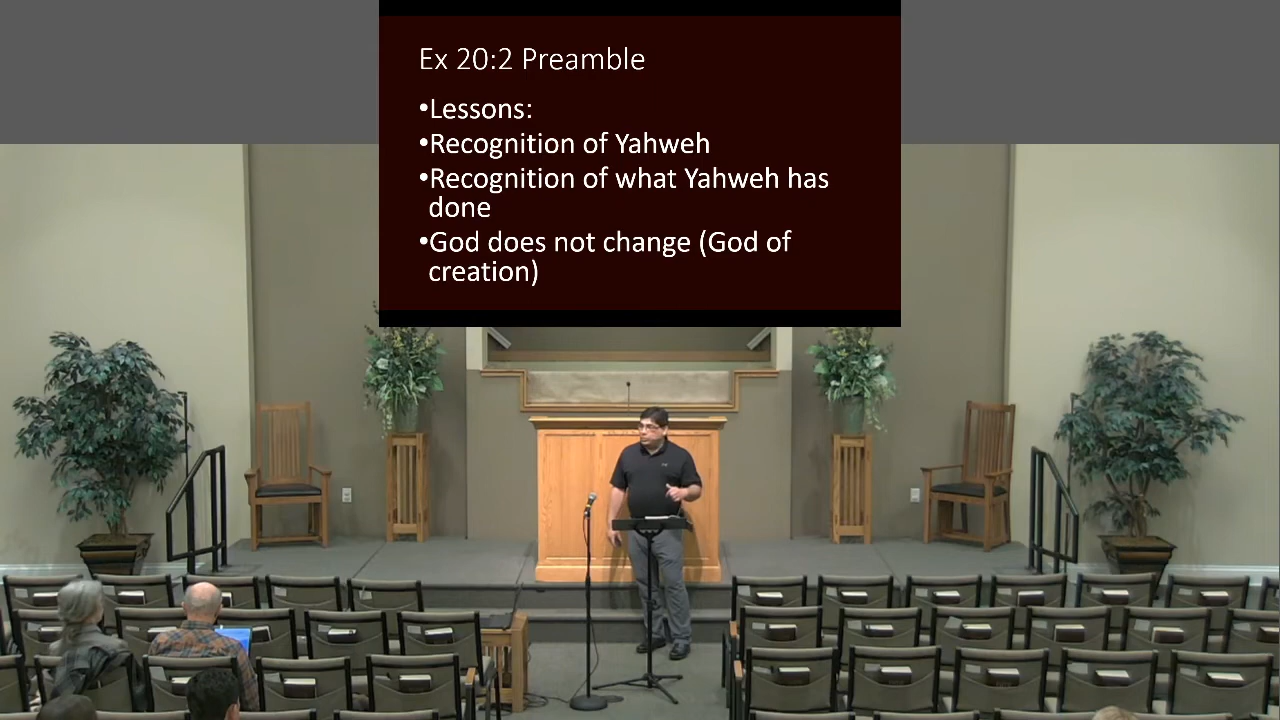 Ex 20:2 Preamble
•Lessons:
•Recognition of Yahweh
•Recognition of what Yahweh has
done
•God does not change (God of
creation)